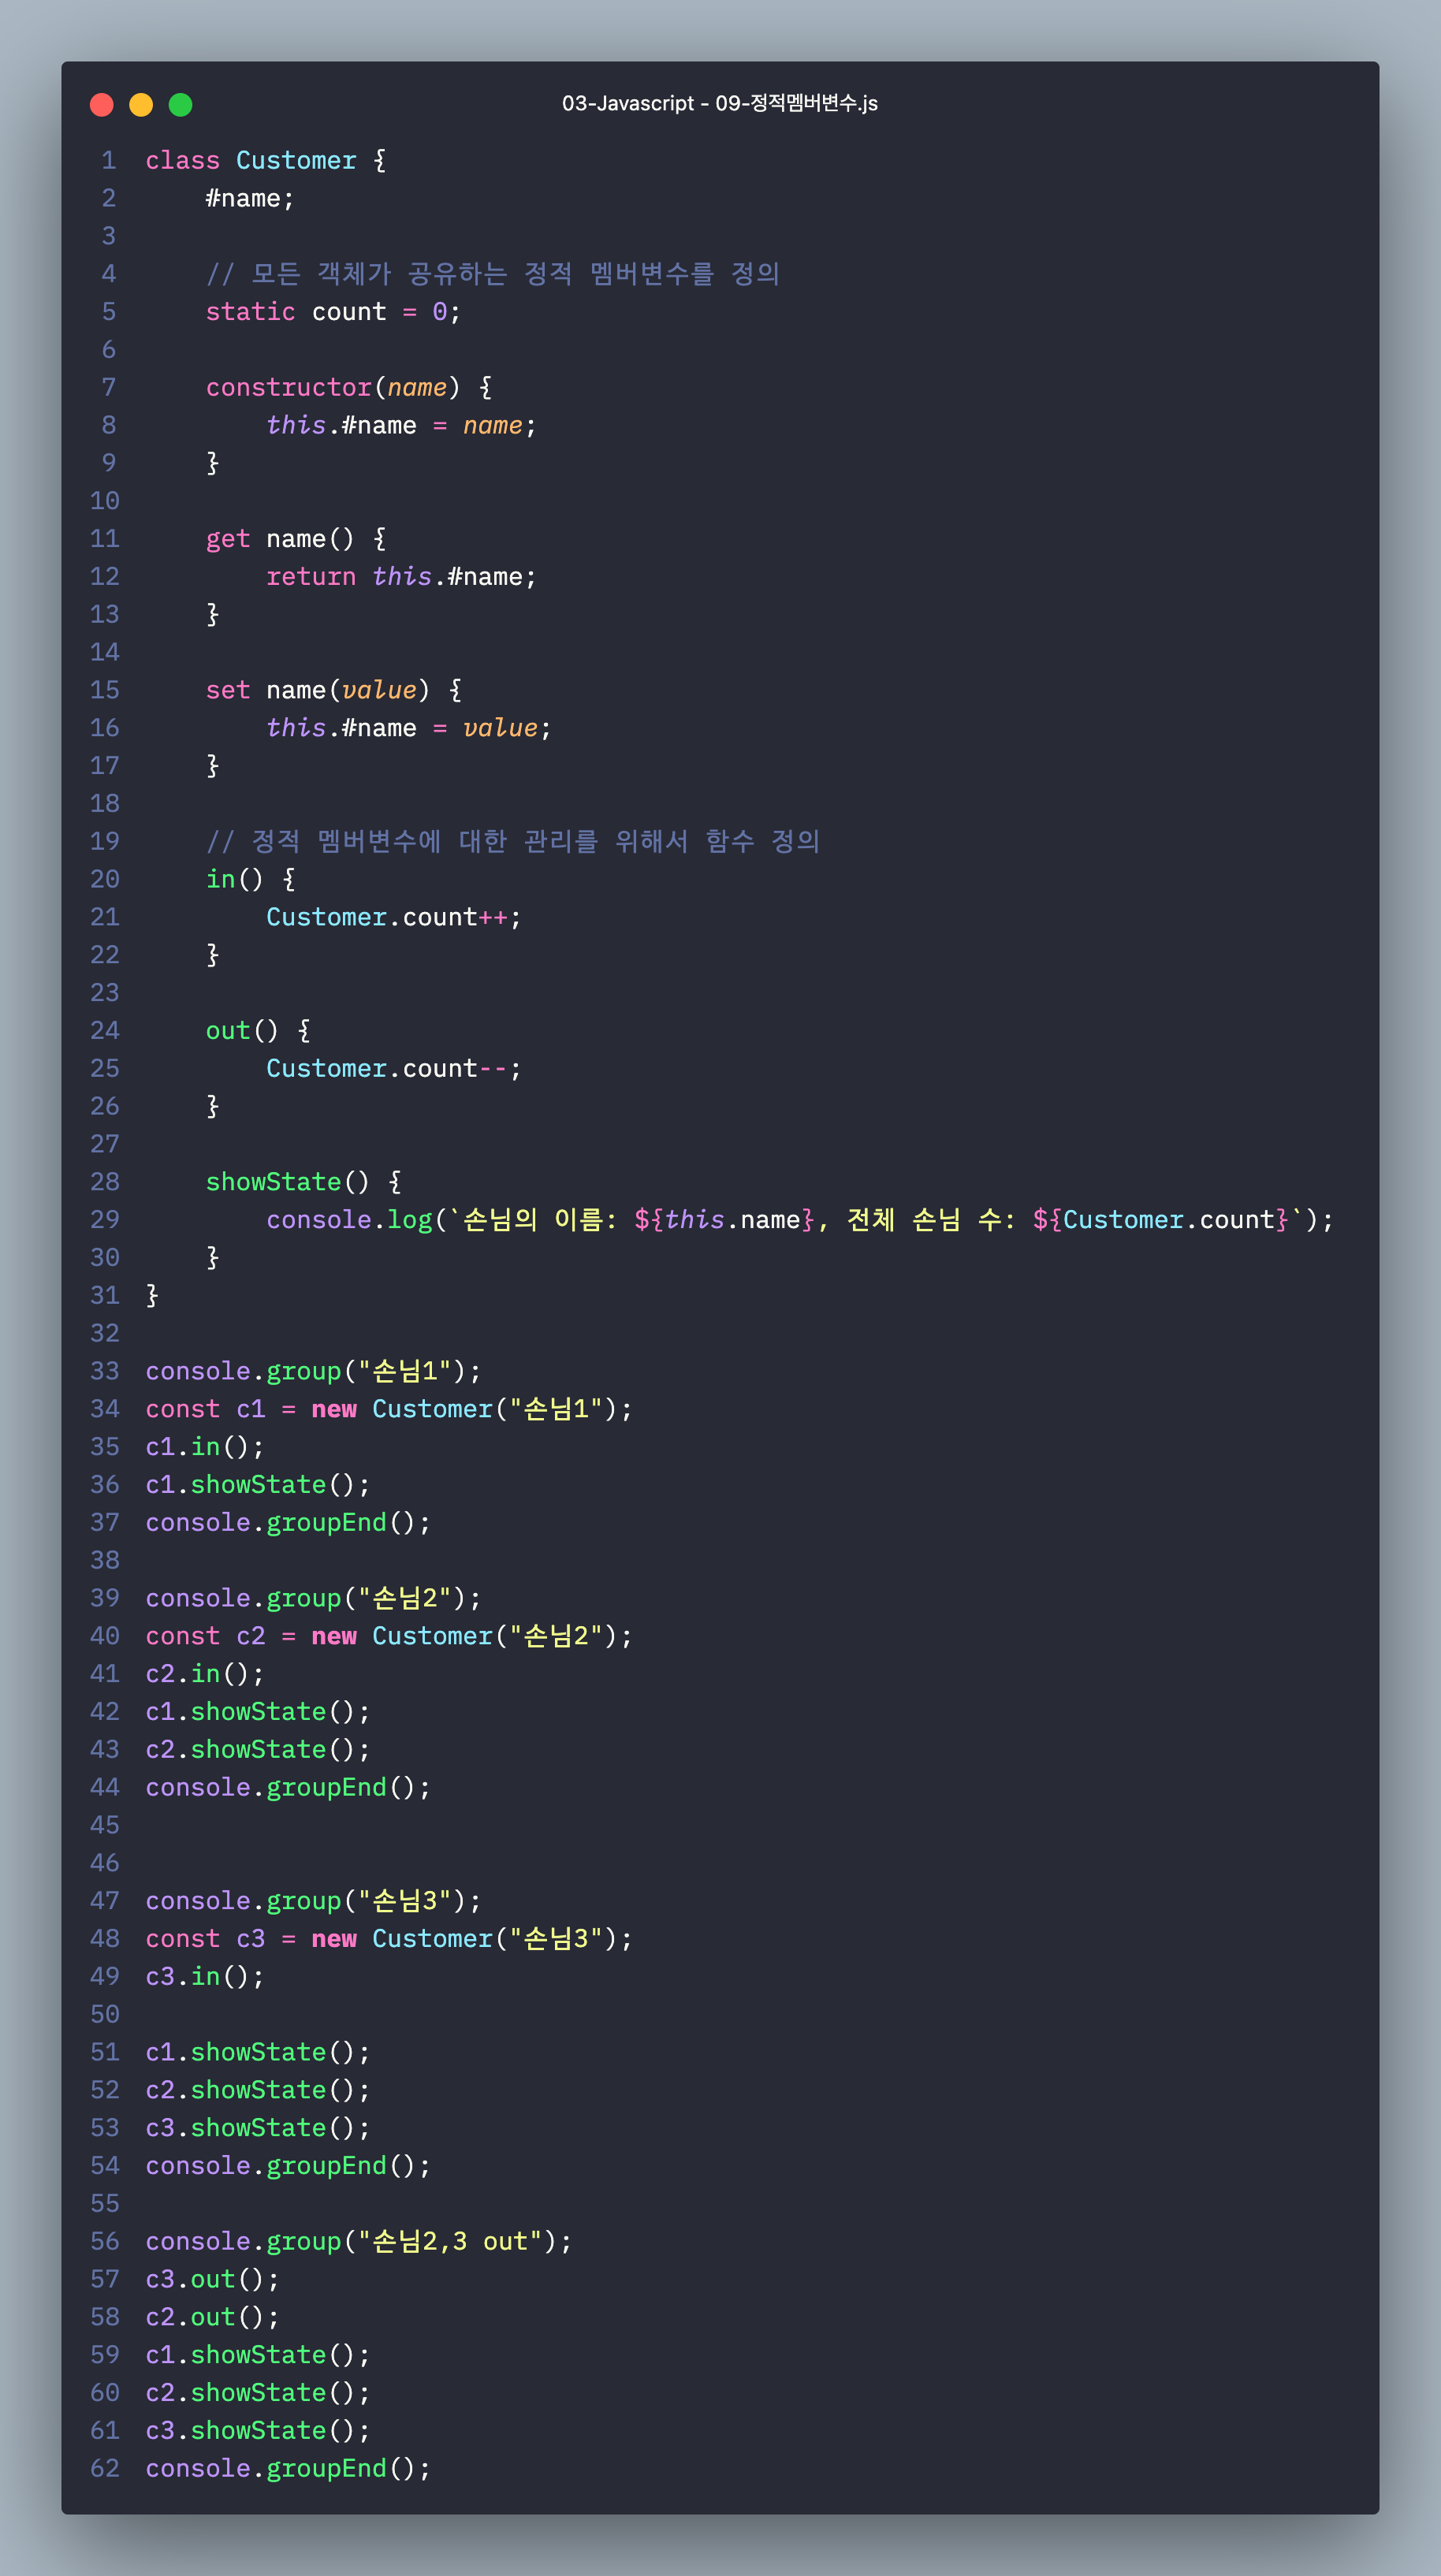 03-Javascript - 09-정적멤버변수.js
1 class Customer {
2     #name;
3
4     // 모든 객체가 공유하는 정적 멤버변수를 정의
5     static count = 0;
6
7     constructor(name) {
8         this.#name = name;
9     }
10
11     get name() {
12         return this.#name;
13     }
14
15     set name(value) {
16         this.#name = value;
17     }
18
19     // 정적 멤버변수에 대한 관리를 위해서 함수 정의
20     in() {
21         Customer.count++;
22     }
23
24     out() {
25         Customer.count--;
26     }
27
28     showState() {
29         console.log(`손님의 이름: ${this.name}, 전체 손님 수: ${Customer.count}`);
30     }
31 }
32
33 console.group("손님1");
34 const c1 = new Customer("손님1");
35 c1.in();
36 c1.showState();
37 console.groupEnd();
38
39 console.group("손님2");
40 const c2 = new Customer("손님2");
41 c2.in();
42 c1.showState();
43 c2.showState();
44 console.groupEnd();
45
46
47 console.group("손님3");
48 const c3 = new Customer("손님3");
49 c3.in();
50
51 c1.showState();
52 c2.showState();
53 c3.showState();
54 console.groupEnd();
55
56 console.group("손님2,3 out");
57 c3.out();
58 c2.out();
59 c1.showState();
60 c2.showState();
61 c3.showState();
62 console.groupEnd();